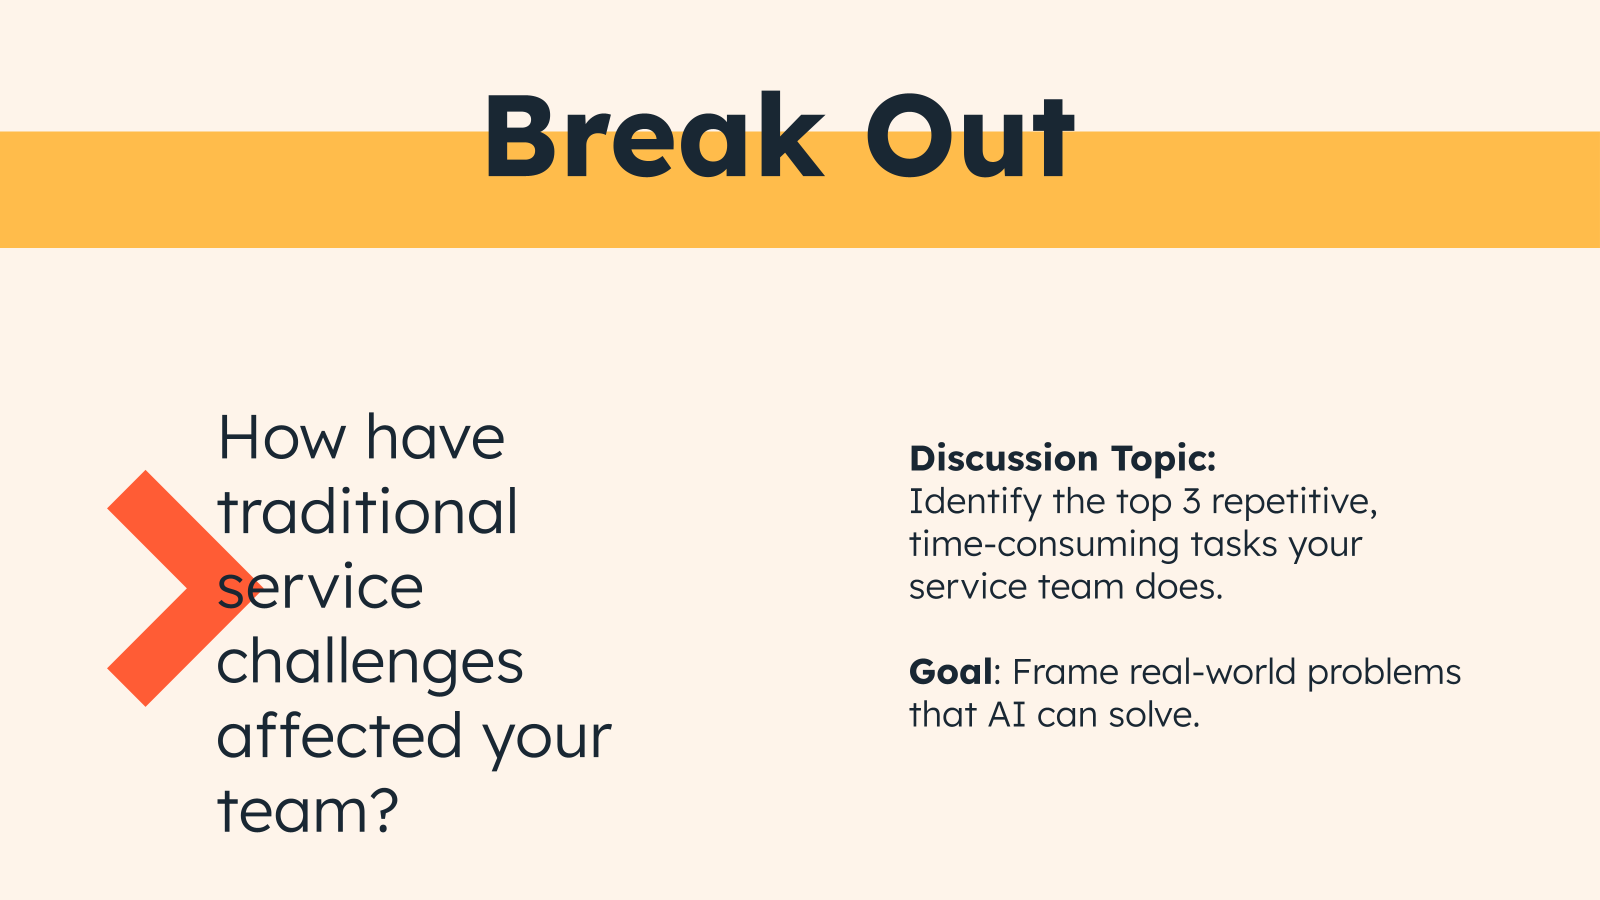 Break Out
How have
traditional
service
challenges
affected your
team?
Discussion Topic:
Identify the top 3 repetitive,
time-consuming tasks your
service team does.
Goal: Frame real-world problems
that AI can solve.